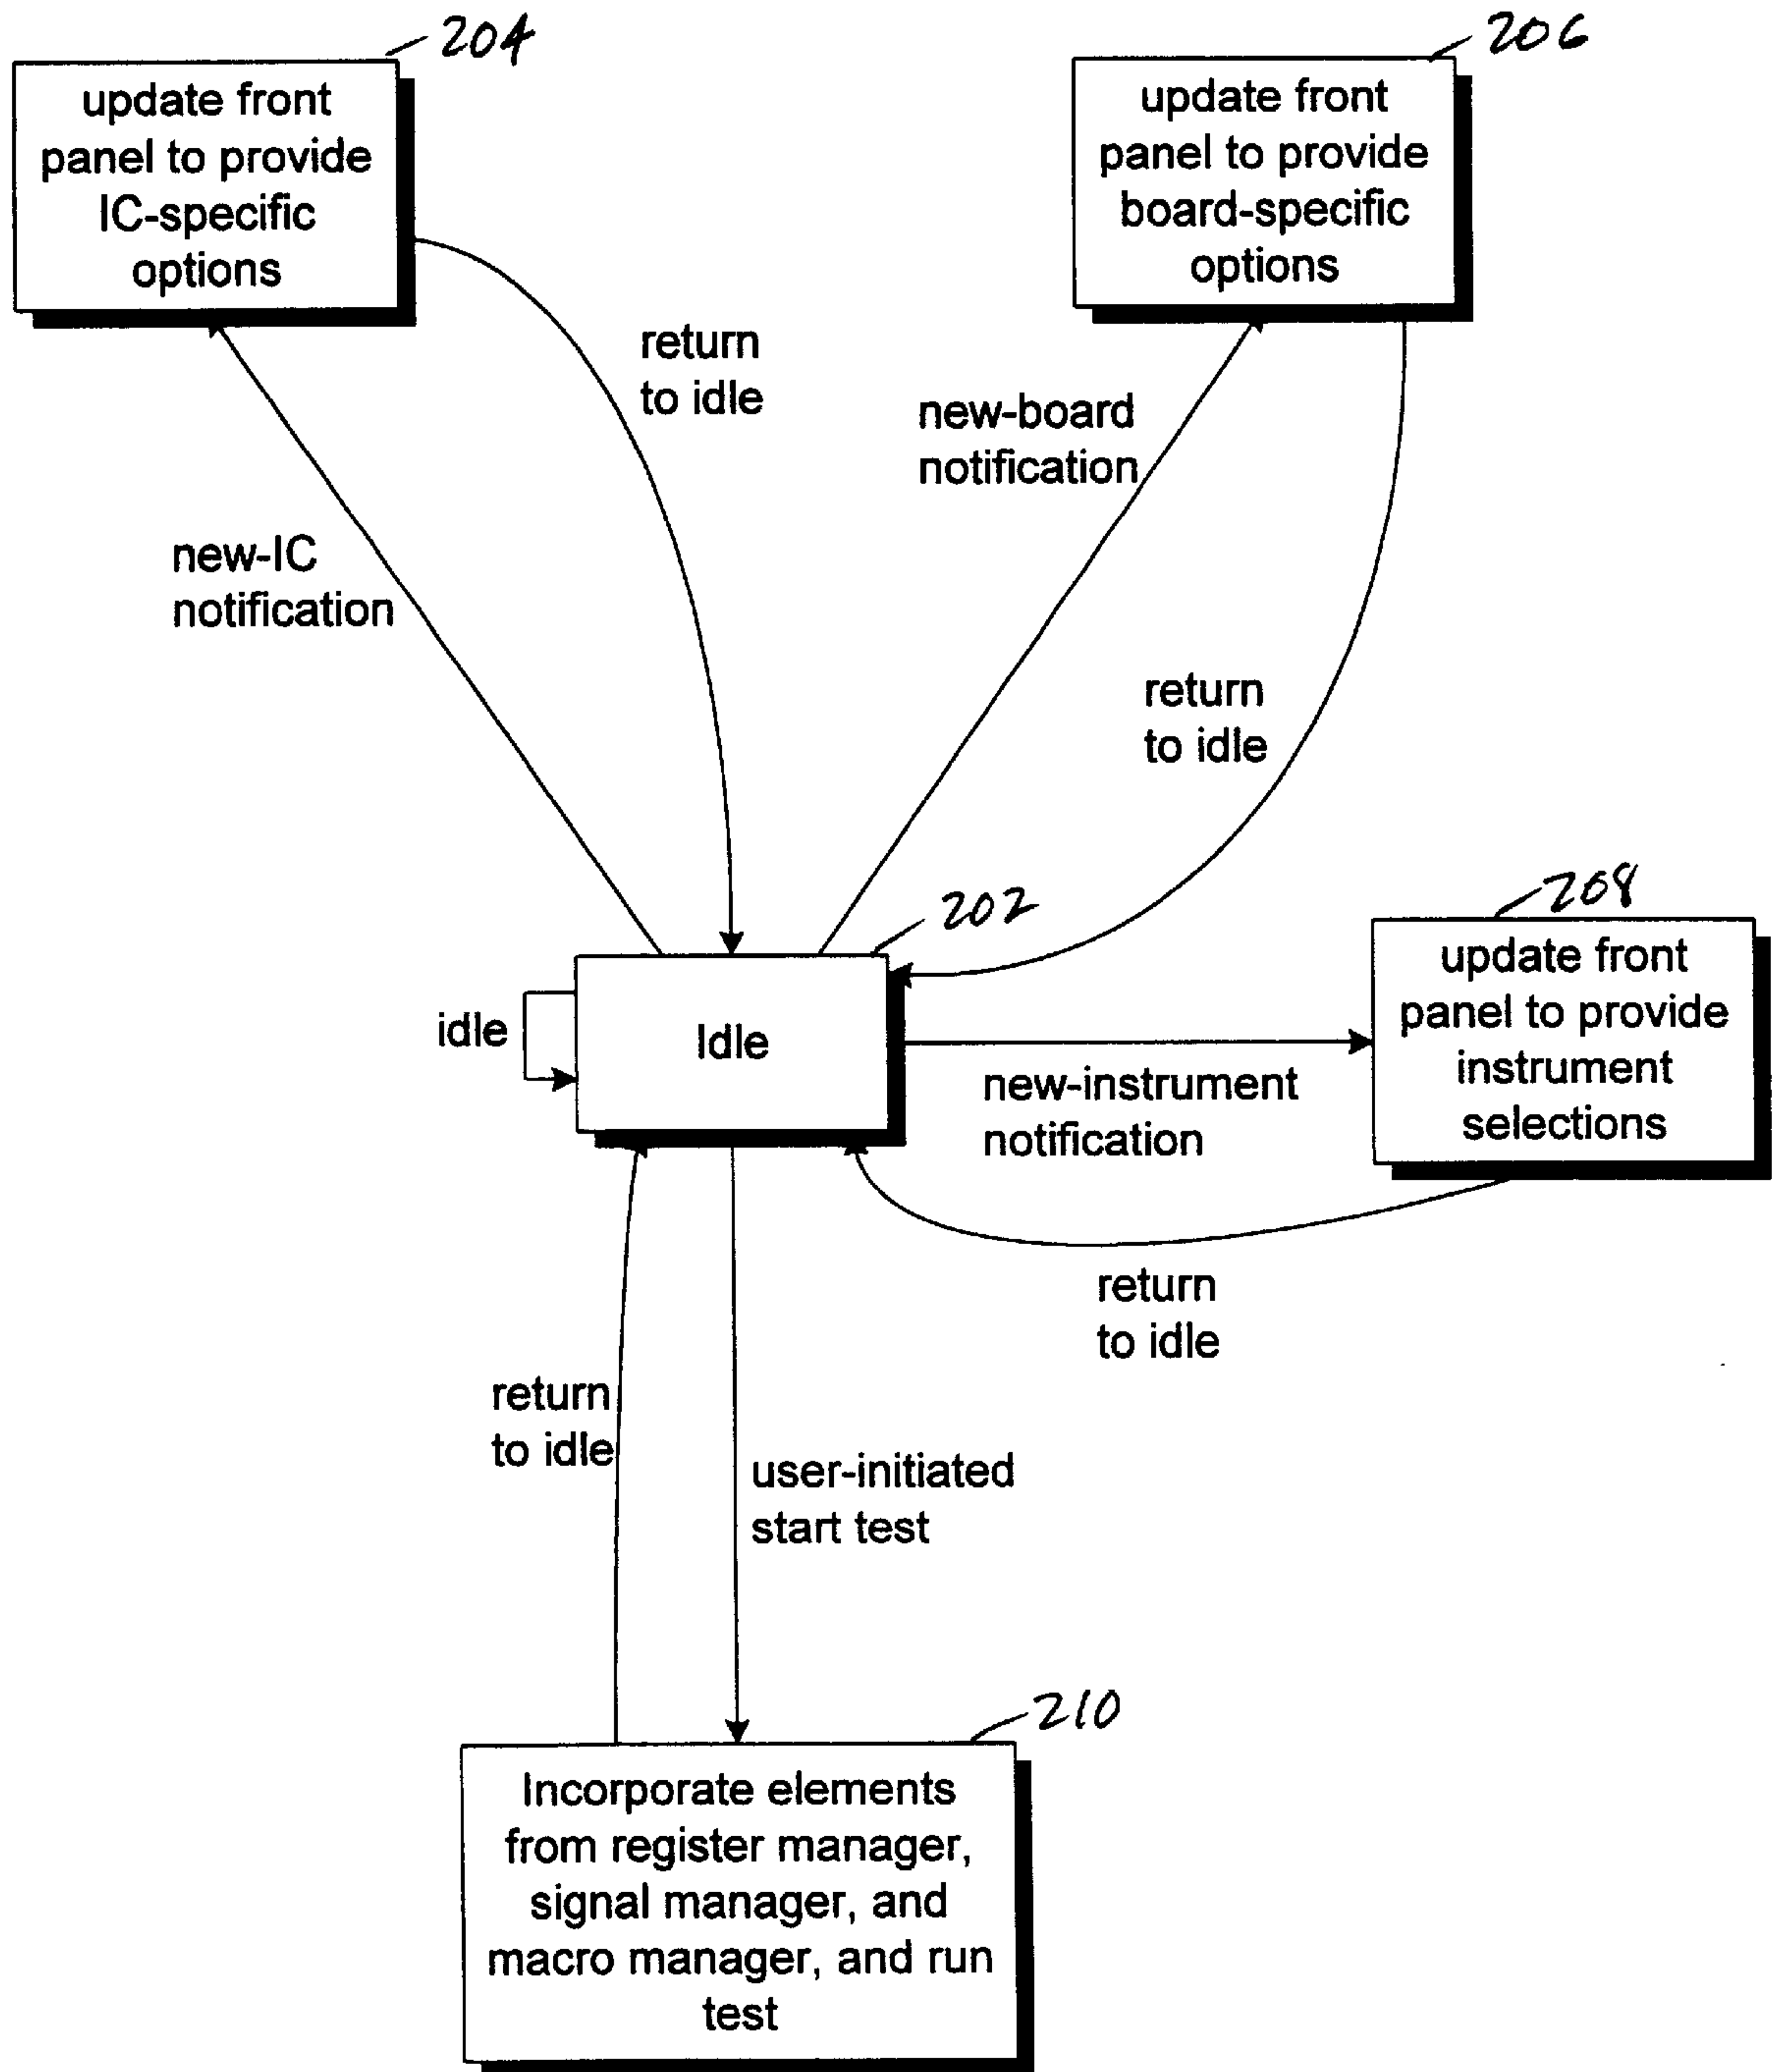 204
update front
panel to provide
IC-specific
options
206
update front
panel to provide
board-specific
options
return
to idle
new-board
notification
new-IC
notification
return
to idle
202
208
update front
panel to provide
instrument
selections
idle
Idle
new-instrument
notification
return
to idle
return
to idle
user-initiated
start test
210
Incorporate elements
from register manager,
signal manager, and
macro manager, and run
test